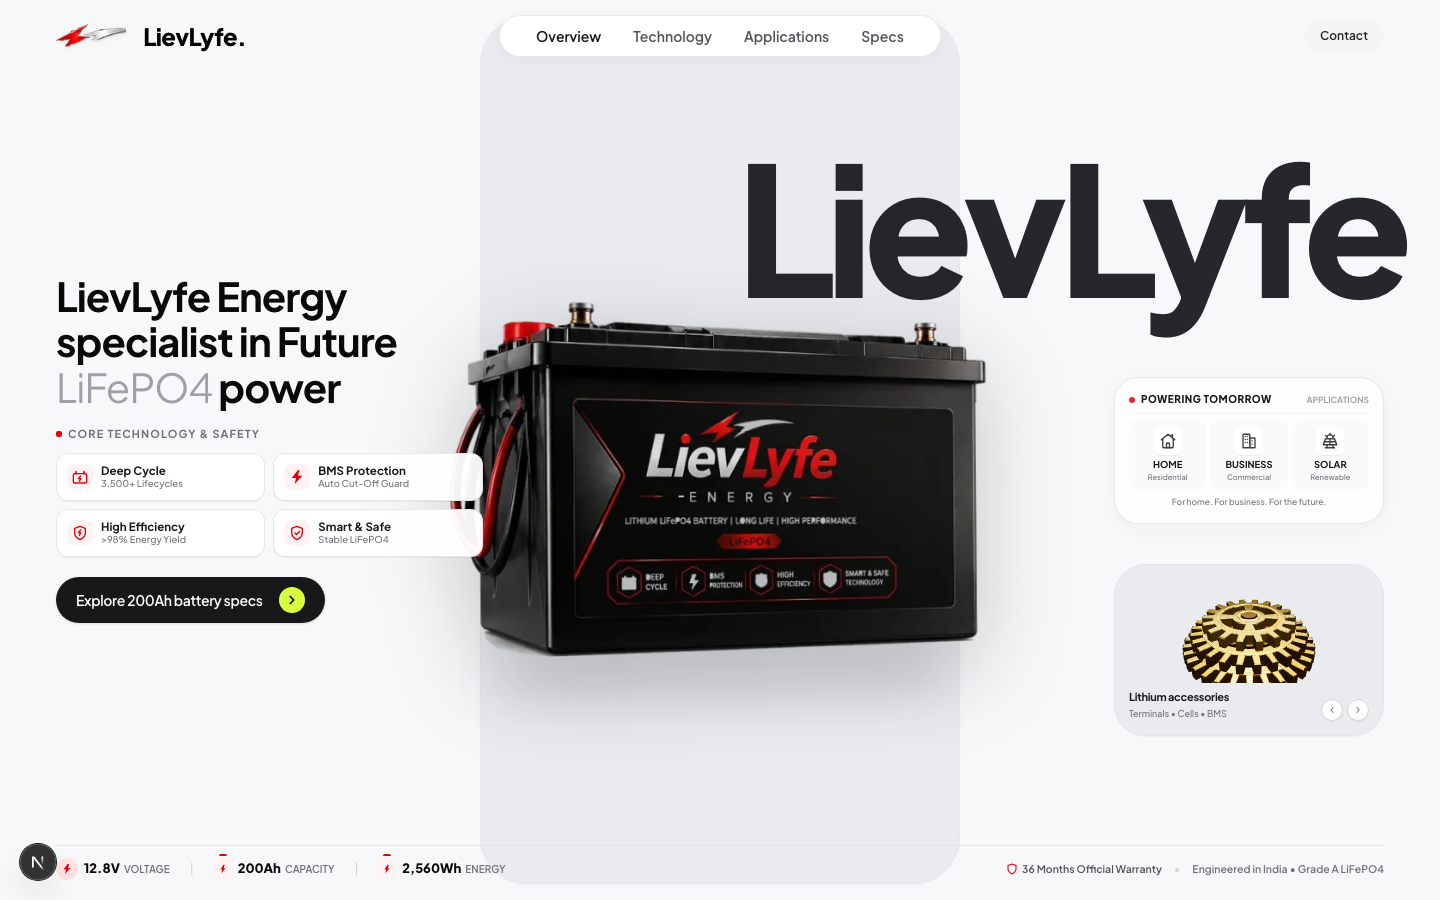 LievLyfe.
Overview
Technology
Applications
Specs
Contact
LievLyfe
LievLyfe Energy
specialist in Future
LiFePO4 power
CORE TECHNOLOGY & SAFETY
Deep Cycle
3,500+ Lifecycles
BMS Protection
Auto Cut-Off Guard
High Efficiency
>98% Energy Yield
Smart & Safe
Stable LiFePO4
Explore 200Ah battery specs
LievLyfe
-ENERGY
LITHIUM LiFePO4 BATTERY | LONG LIFE | HIGH PERFORMANCE
LiFePO4
DEEP
CYCLE
BMS
PROTECTION
HIGH
EFFICIENCY
SMART & SAFE
TECHNOLOGY
POWERING TOMORROW
APPLICATIONS
HOME
Residential
BUSINESS
Commercial
SOLAR
Renewable
For home. For business. For the future.
Lithium accessories
Terminals • Cells • BMS
N
12.8V VOLTAGE
200Ah CAPACITY
2,560Wh ENERGY
36 Months Official Warranty
Engineered in India • Grade A LiFePO4